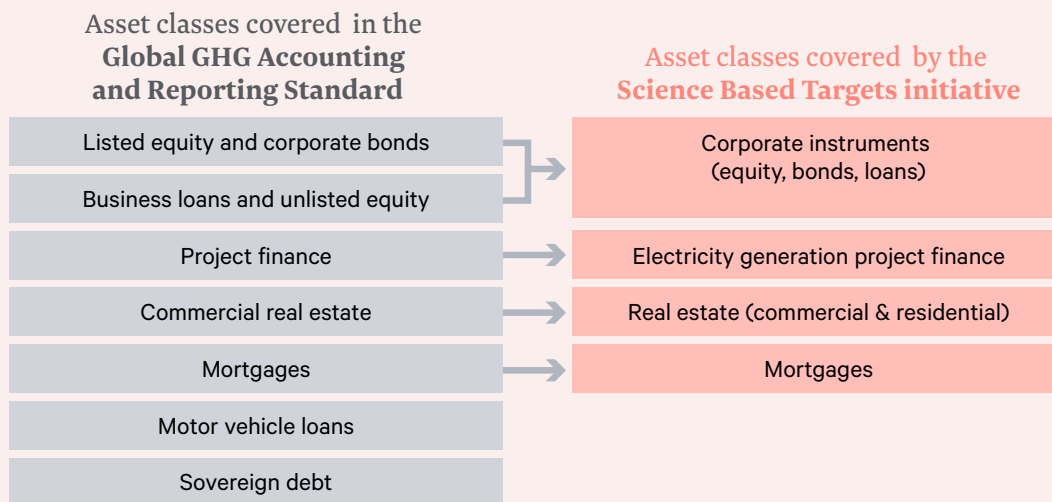 Asset classes covered in the
Global GHG Accounting
and Reporting Standard
Listed equity and corporate bonds
Business loans and unlisted equity
Project finance
Commercial real estate
Mortgages
Motor vehicle loans
Sovereign debt
Asset classes covered by the
Science Based Targets initiative
Corporate instruments
(equity, bonds, loans)
Electricity generation project finance
Real estate (commercial & residential)
Mortgages